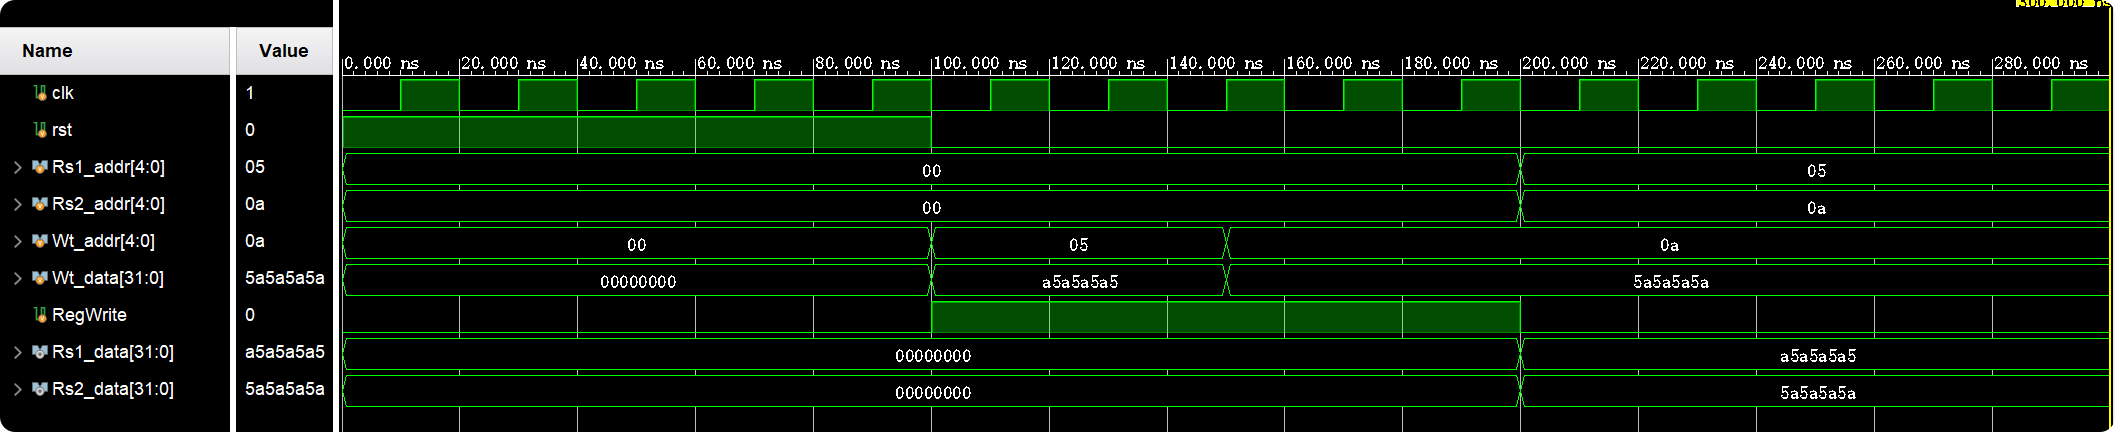 300.000 ns
Name Value
0.000 ns 20.000 ns 40.000 ns 60.000 ns 80.000 ns 100.000 ns 120.000 ns 140.000 ns 160.000 ns 180.000 ns 200.000 ns 220.000 ns 240.000 ns 260.000 ns 280.000 ns
clk 1
rst 0
Rs1_addr[4:0] 05 00 05
Rs2_addr[4:0] 0a 00 0a
Wt_addr[4:0] 0a 00 05 0a
Wt_data[31:0] 5a5a5a5a 00000000 a5a5a5a5 5a5a5a5a
RegWrite 0
Rs1_data[31:0] a5a5a5a5 00000000 a5a5a5a5
Rs2_data[31:0] 5a5a5a5a 00000000 5a5a5a5a